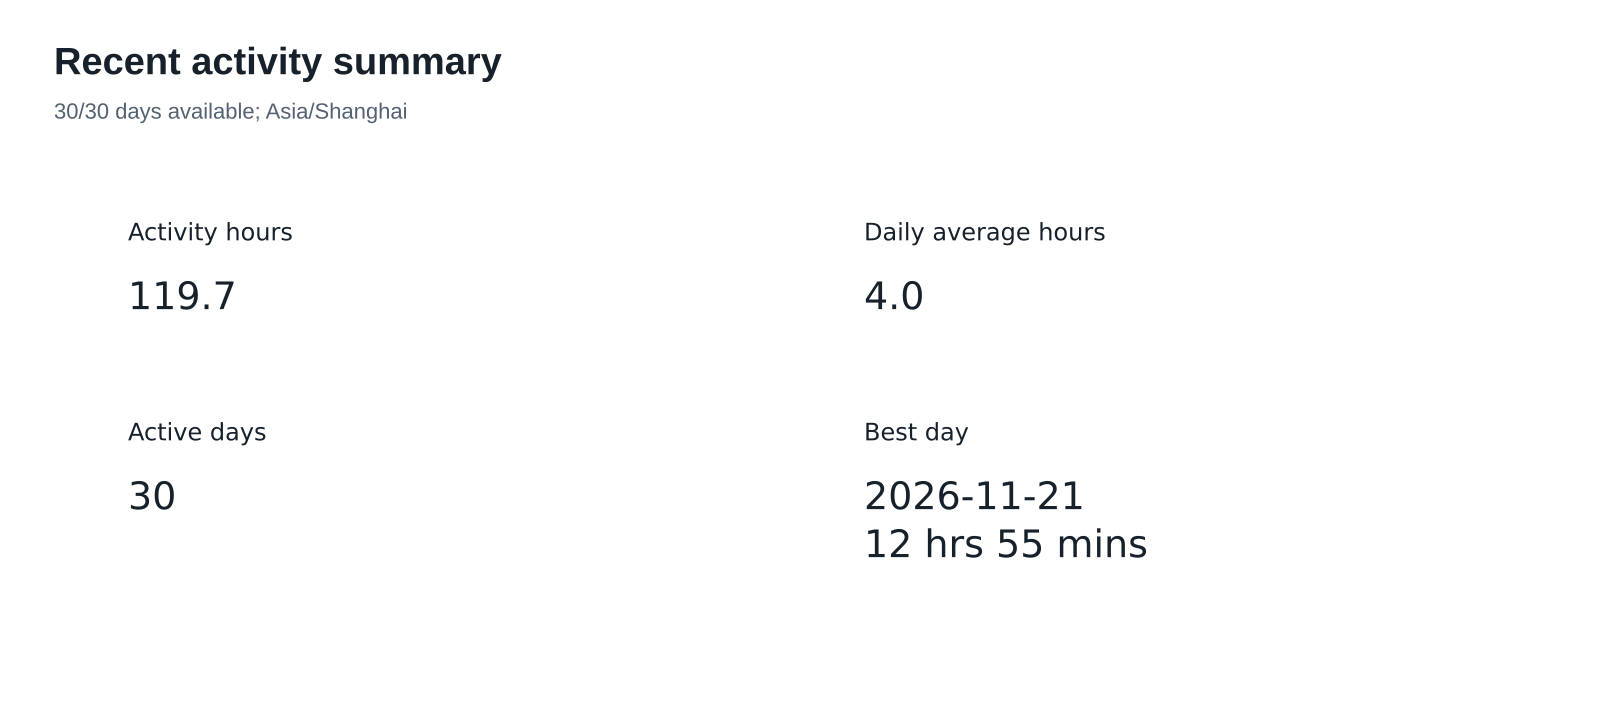 Recent activity summary
30/30 days available; Asia/Shanghai
Activity hours
119.7
Daily average hours
4.0
Active days
30
Best day
2026-11-21
12 hrs 55 mins